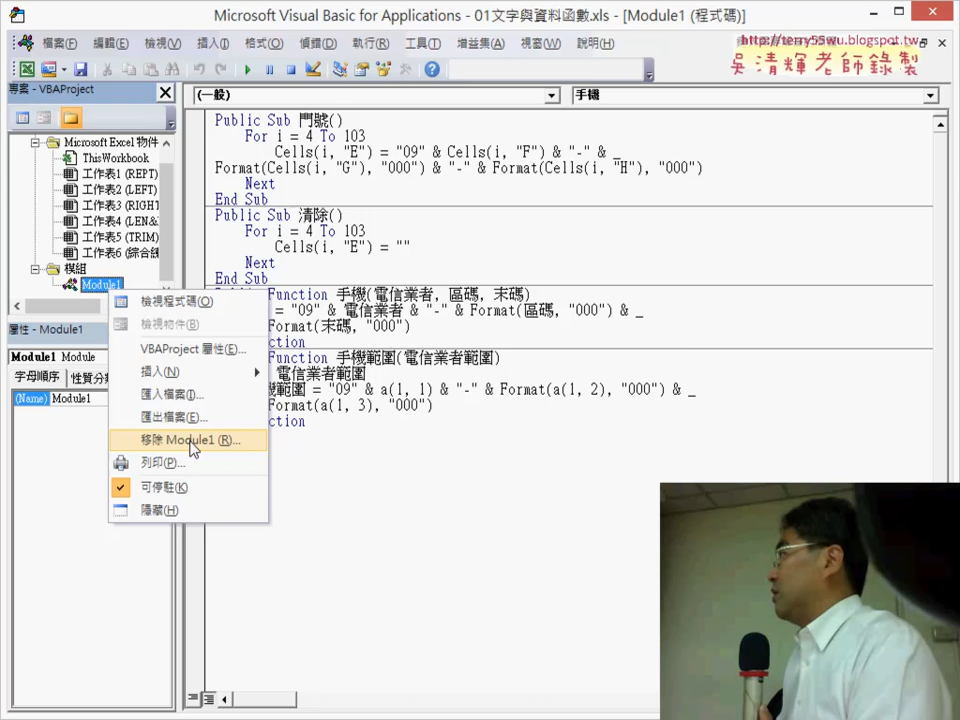 Microsoft Visual Basic for Applications - 01文字與資料函數.xls - [Module1 (程式碼)]
檔案(F) 編輯(E) 檢視(V) 插入(I) 格式(O) 偵錯(D) 執行(R) 工具(T) 增益集(A) 視窗(W) 說明(H)
http://terry55wu.blogspot.tw
吳清輝老師錄製
專案 - VBAProject
(一般)
手機
Microsoft Excel 物件
ThisWorkbook
工作表1 (REPT)
工作表2 (LEFT)
工作表3 (RIGHT
工作表4 (LEN&
工作表5 (TRIM)
工作表6 (綜合
模組
Module1
屬性 - Module1
Module1 Module
字母順序 性質分類
(Name) Module1
檢視程式碼(O)
檢視物件(B)
VBAProject 屬性(E)...
插入(N)
匯入檔案(I)...
匯出檔案(E)...
移除 Module1 (R)...
列印(P)...
可停駐(K)
隱藏(H)
Public Sub 門號()
For i = 4 To 103
Cells(i, "E") = "09" & Cells(i, "F") & "-" & _
Format(Cells(i, "G"), "000") & "-" & Format(Cells(i, "H"), "000")
Next
End Sub
Public Sub 清除()
For i = 4 To 103
Cells(i, "E") = ""
Next
End Sub
Function 手機(電信業者, 區碼, 末碼)
= "09" & 電信業者 & "-" & Format(區碼, "000") & _
Format(末碼, "000")
ction
Function 手機範圍(電信業者範圍)
電信業者範圍
機範圍 = "09" & a(1, 1) & "-" & Format(a(1, 2), "000") & _
Format(a(1, 3), "000")
ction